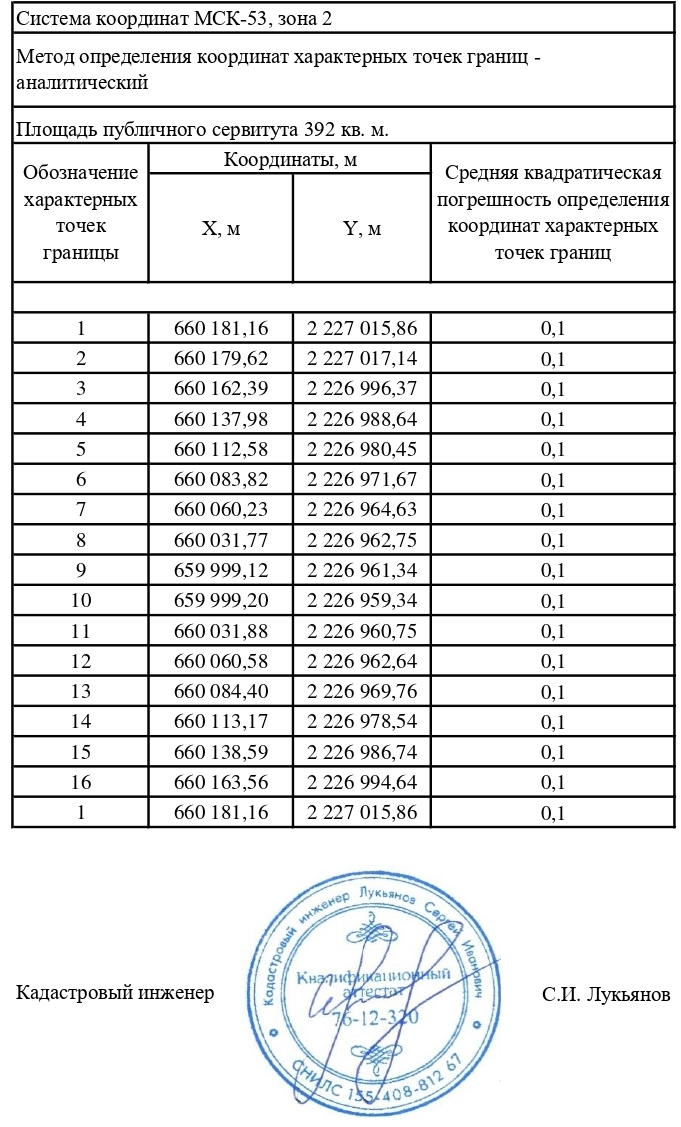 Система координат МСК-53, зона 2
Метод определения координат характерных точек границ -
аналитический
Площадь публичного сервитута 392 кв. м.
Обозначение характерных точек границы Координаты, м Средняя квадратическая погрешность определения координат характерных точек границ
X, м Y, м
1 660 181,16 2 227 015,86 0,1
2 660 179,62 2 227 017,14 0,1
3 660 162,39 2 226 996,37 0,1
4 660 137,98 2 226 988,64 0,1
5 660 112,58 2 226 980,45 0,1
6 660 083,82 2 226 971,67 0,1
7 660 060,23 2 226 964,63 0,1
8 660 031,77 2 226 962,75 0,1
9 659 999,12 2 226 961,34 0,1
10 659 999,20 2 226 959,34 0,1
11 660 031,88 2 226 960,75 0,1
12 660 060,58 2 226 962,64 0,1
13 660 084,40 2 226 969,76 0,1
14 660 113,17 2 226 978,54 0,1
15 660 138,59 2 226 986,74 0,1
16 660 163,56 2 226 994,64 0,1
1 660 181,16 2 227 015,86 0,1
Кадастровый инженер Лукьянов Сергей Иванович
Квалификационный
аттестат
76-12-320
СНИЛС 155-408-812 67
Кадастровый инженер С.И. Лукьянов